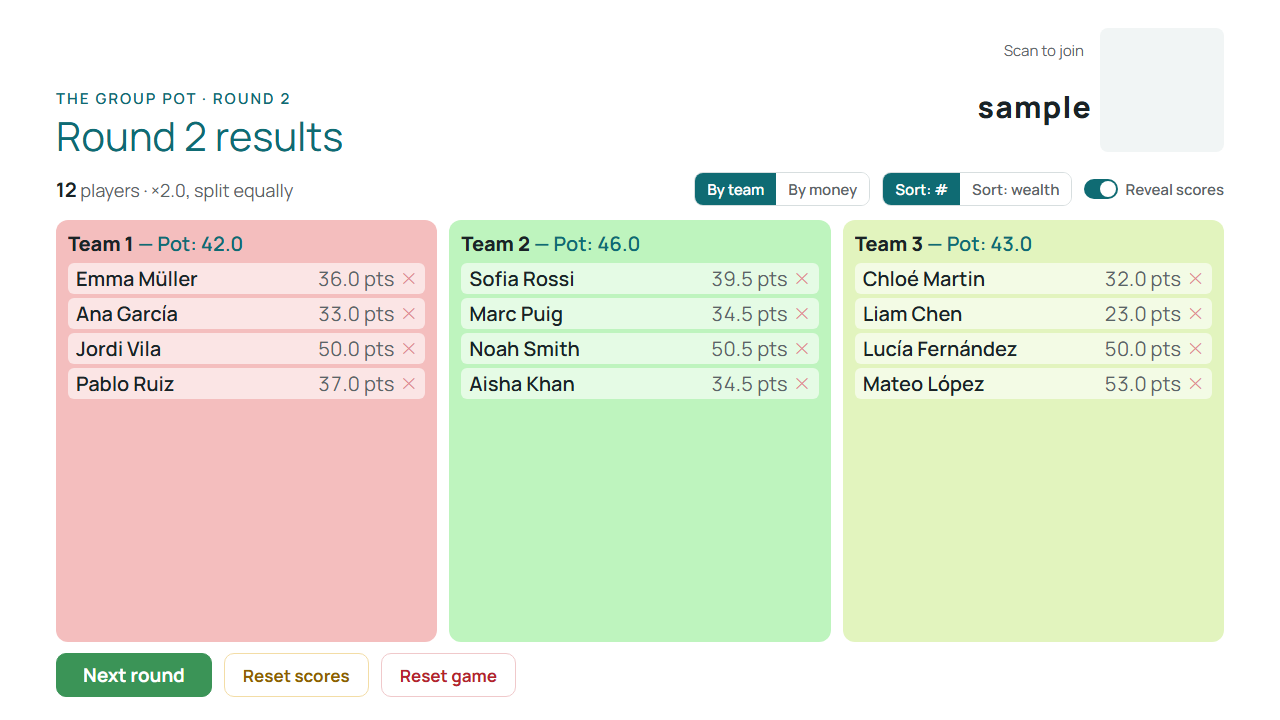 Scan to join
sample
THE GROUP POT · ROUND 2
Round 2 results
12 players · ×2.0, split equally
By team
By money
Sort: #
Sort: wealth
Reveal scores
Team 1 — Pot: 42.0
Emma Müller 36.0 pts ×
Ana García 33.0 pts ×
Jordi Vila 50.0 pts ×
Pablo Ruiz 37.0 pts ×
Team 2 — Pot: 46.0
Sofia Rossi 39.5 pts ×
Marc Puig 34.5 pts ×
Noah Smith 50.5 pts ×
Aisha Khan 34.5 pts ×
Team 3 — Pot: 43.0
Chloé Martin 32.0 pts ×
Liam Chen 23.0 pts ×
Lucía Fernández 50.0 pts ×
Mateo López 53.0 pts ×
Next round
Reset scores
Reset game